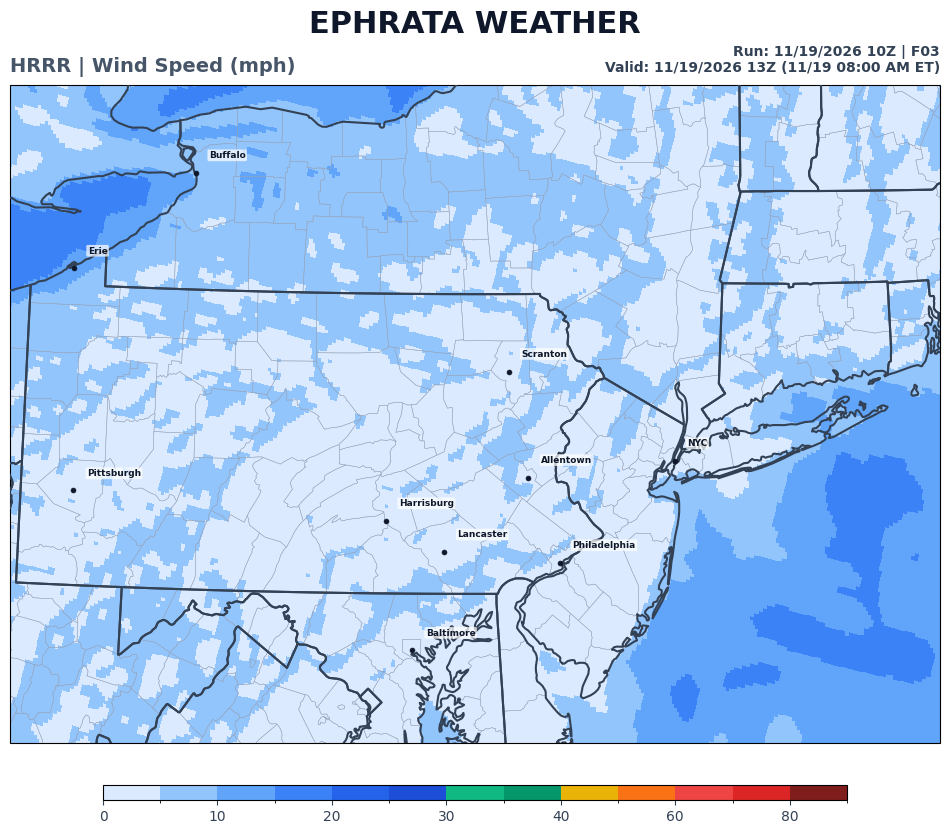 EPHRATA WEATHER
HRRR | Wind Speed (mph)
Run: 11/19/2026 10Z | F03
Valid: 11/19/2026 13Z (11/19 08:00 AM ET)
Buffalo
Erie
Scranton
NYC
Allentown
Pittsburgh
Harrisburg
Lancaster
Philadelphia
Baltimore
0 10 20 30 40 60 80